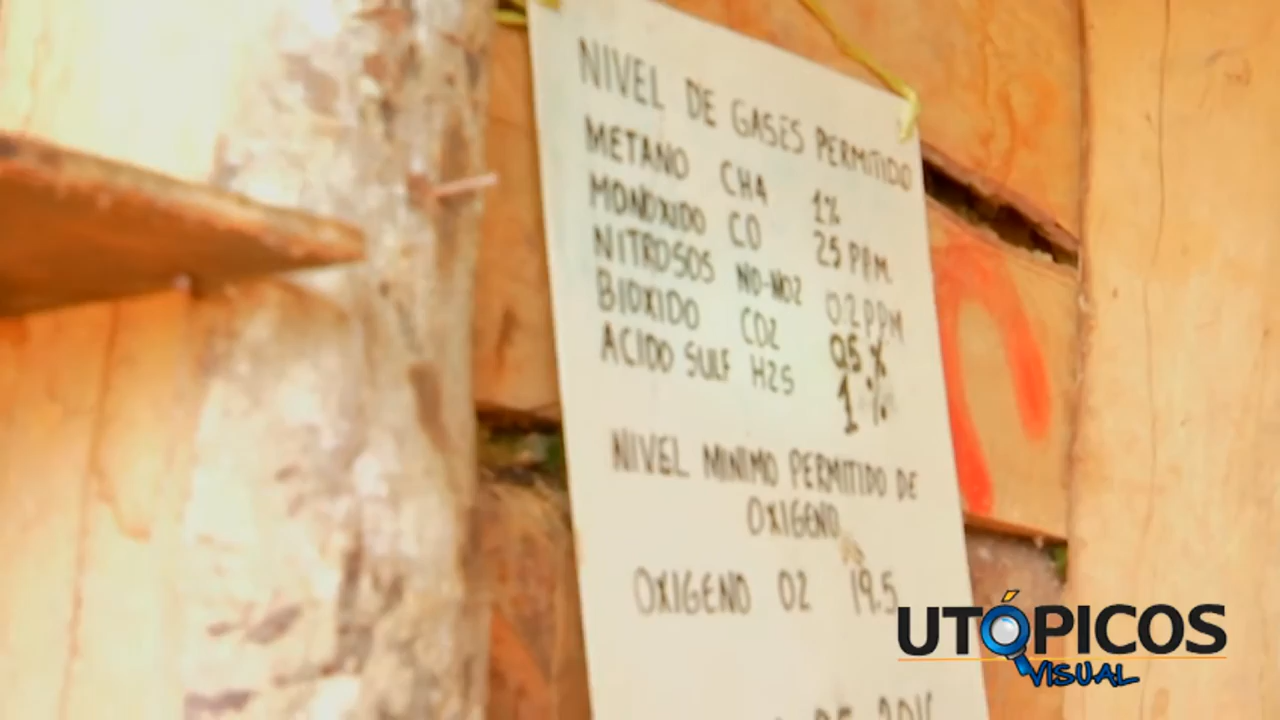 NIVEL DE GASES PERMITIDO
METANO CH4 1%
MONOXIDO CO 25 PPM
NITROSOS NO-NO2 0.2 PPM
BIOXIDO CO2 0.5 %
ACIDO SULF H2S 1 %
NIVEL MINIMO PERMITIDO DE
OXIGENO
OXIGENO O2 19.5
UTÓPICOS
VISUAL